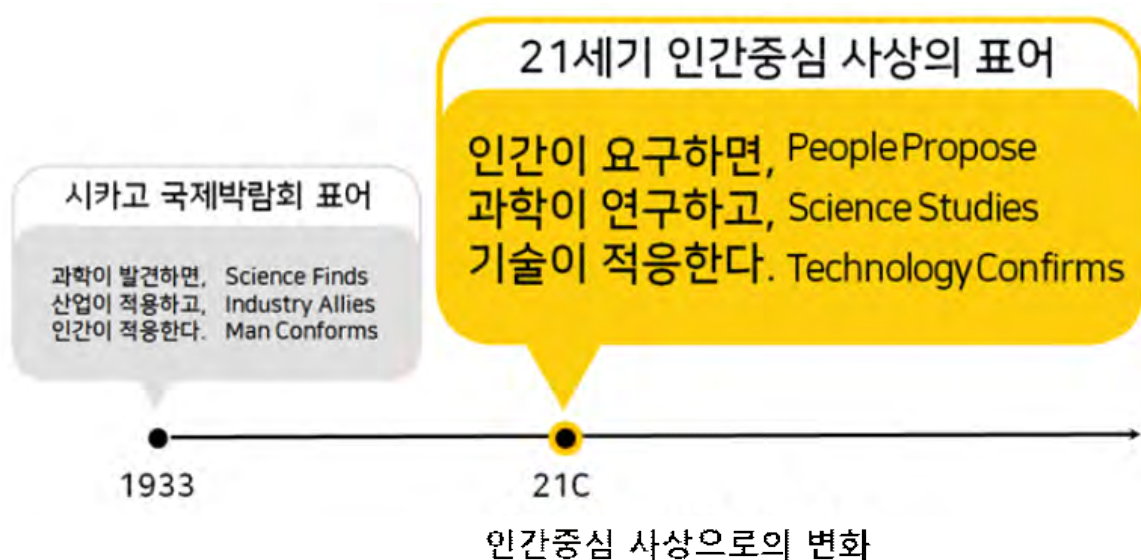 21세기 인간중심 사상의 표어
인간이 요구하면, People Propose
과학이 연구하고, Science Studies
기술이 적응한다. Technology Confirms
시카고 국제박람회 표어
과학이 발견하면, Science Finds
산업이 적용하고, Industry Allies
인간이 적응한다. Man Conforms
1933
21C
인간중심 사상으로의 변화